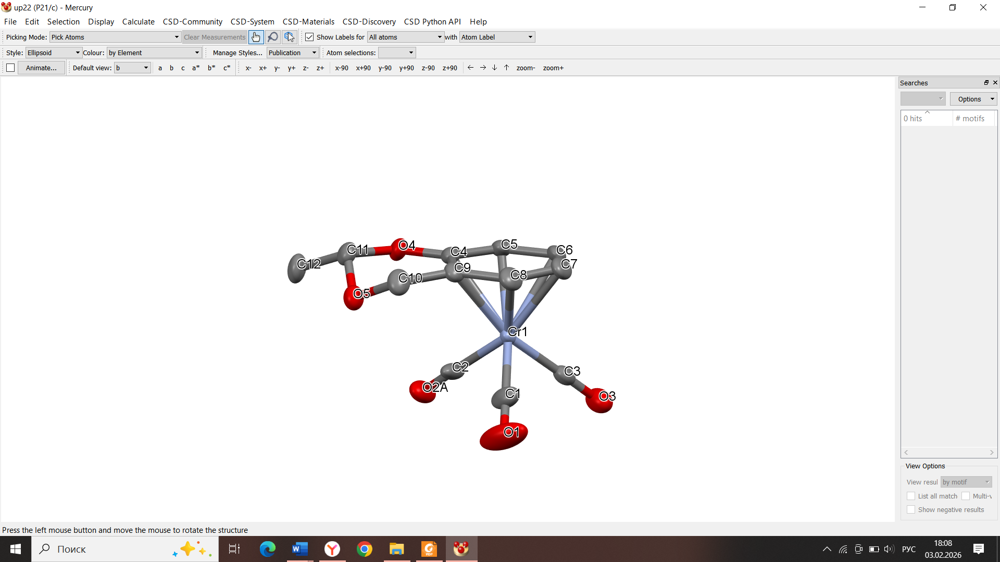 up22 (P21/c) - Mercury
File Edit Selection Display Calculate CSD-Community CSD-System CSD-Materials CSD-Discovery CSD Python API Help
Picking Mode: Pick Atoms Clear Measurements Show Labels for All atoms with Atom Label
Style: Ellipsoid Colour: by Element Manage Styles... Publication Atom selections:
Animate... Default view: b a b c a* b* c* x- x+ y- y+ z- z+ x-90 x+90 y-90 y+90 z-90 z+90 zoom- zoom+
Searches
Options
0 hits # motifs
C11 O4 C4 C5 C6
C12 C9 C7
C10 C8
O5
Cr1
C2 C3
O2A C1 O3
O1
View Options
View resul by motif
List all match Multi-v
Show negative results
Press the left mouse button and move the mouse to rotate the structure
Поиск
РУС
18:08
03.02.2026